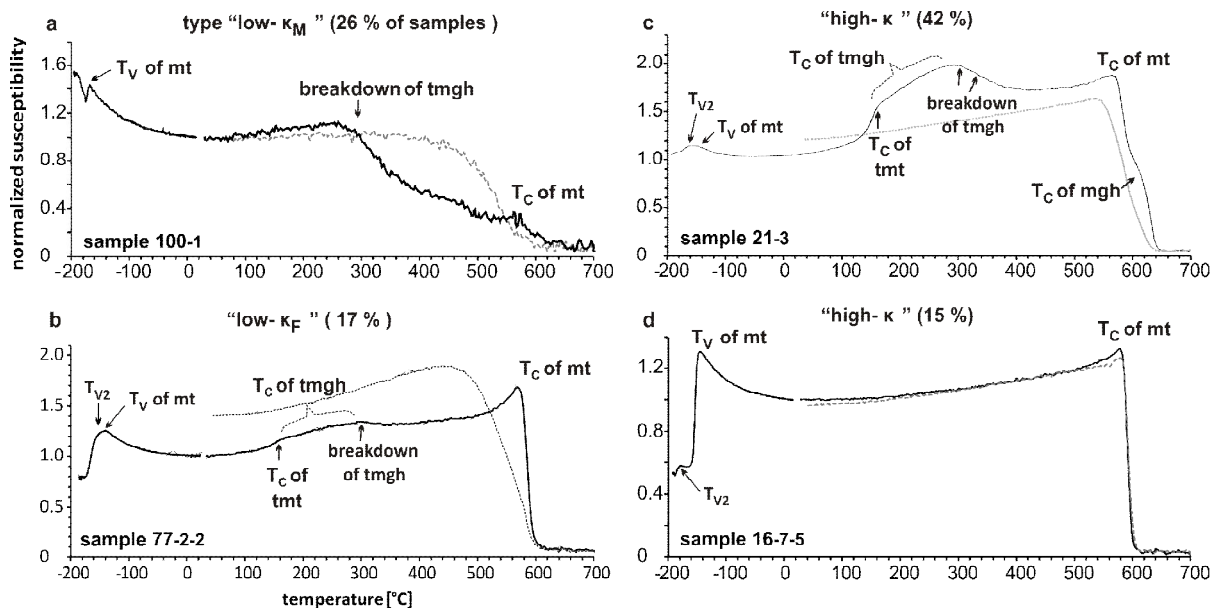 a
type “low- κM ” (26 % of samples )
normalized susceptibility
1.6
1.2
0.8
0.4
0
TV of mt
breakdown of tmgh
TC of mt
sample 100-1
-200 -100 0 100 200 300 400 500 600 700
b
“low- κF ” ( 17 % )
2.0
1.5
1.0
0.5
0
TV2
TV of mt
TC of tmgh
TC of
tmt
breakdown
of tmgh
TC of mt
sample 77-2-2
-200 -100 0 100 200 300 400 500 600 700
temperature [°C]
c
“high- κ ” (42 %)
2.0
1.5
1.0
0.5
0
TC of tmgh
TV2
TV of mt
TC of
tmt
breakdown
of tmgh
TC of mt
TC of mgh
sample 21-3
-200 -100 0 100 200 300 400 500 600 700
d
“high- κ ” (15 %)
1.2
0.8
0.4
0
TV of mt
TV2
TC of mt
sample 16-7-5
-200 -100 0 100 200 300 400 500 600 700